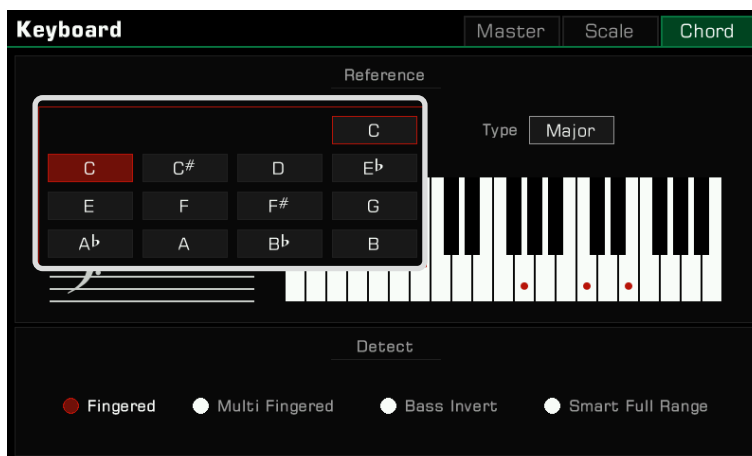 Keyboard Master Scale Chord
Reference
C Type Major
C C# D E♭
E F F# G
A♭ A B♭ B
Detect
Fingered Multi Fingered Bass Invert Smart Full Range